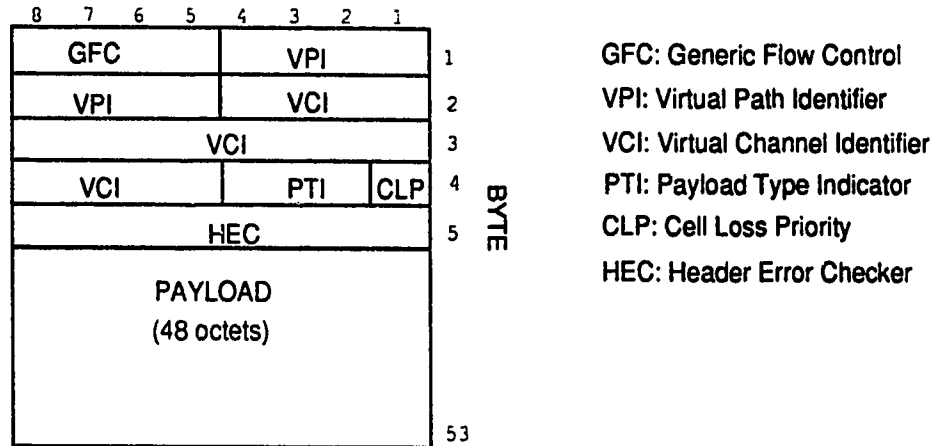 8 7 6 5 4 3 2 1
GFC VPI 1 GFC: Generic Flow Control
VPI VCI 2 VPI: Virtual Path Identifier
VCI 3 VCI: Virtual Channel Identifier
VCI PTI CLP 4 PTI: Payload Type Indicator
HEC 5 CLP: Cell Loss Priority
BYTE
HEC: Header Error Checker
PAYLOAD
(48 octets)
53